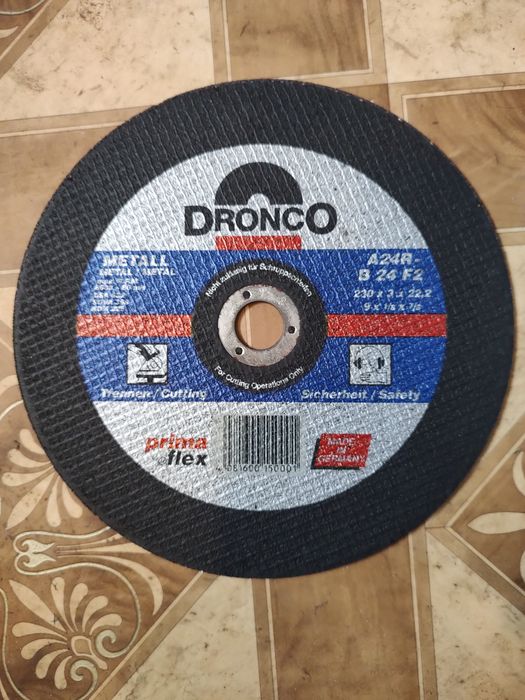 DRONCO
METALL
METAL / METAL
A24R
B 24 F2
230 x 3 x 22,2
9 x 1/8 x 7/8
Nicht zulässig für Schruppscheiben
For Cutting Operations Only
Trennen / Cutting
Sicherheit / Safety
prima
flex
MADE
IN
GERMANY